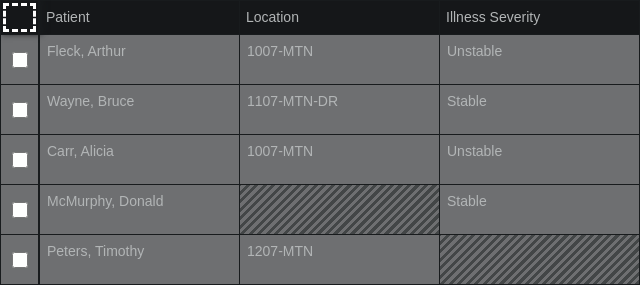 Patient Location Illness Severity
Fleck, Arthur 1007-MTN Unstable
Wayne, Bruce 1107-MTN-DR Stable
Carr, Alicia 1007-MTN Unstable
McMurphy, Donald Stable
Peters, Timothy 1207-MTN